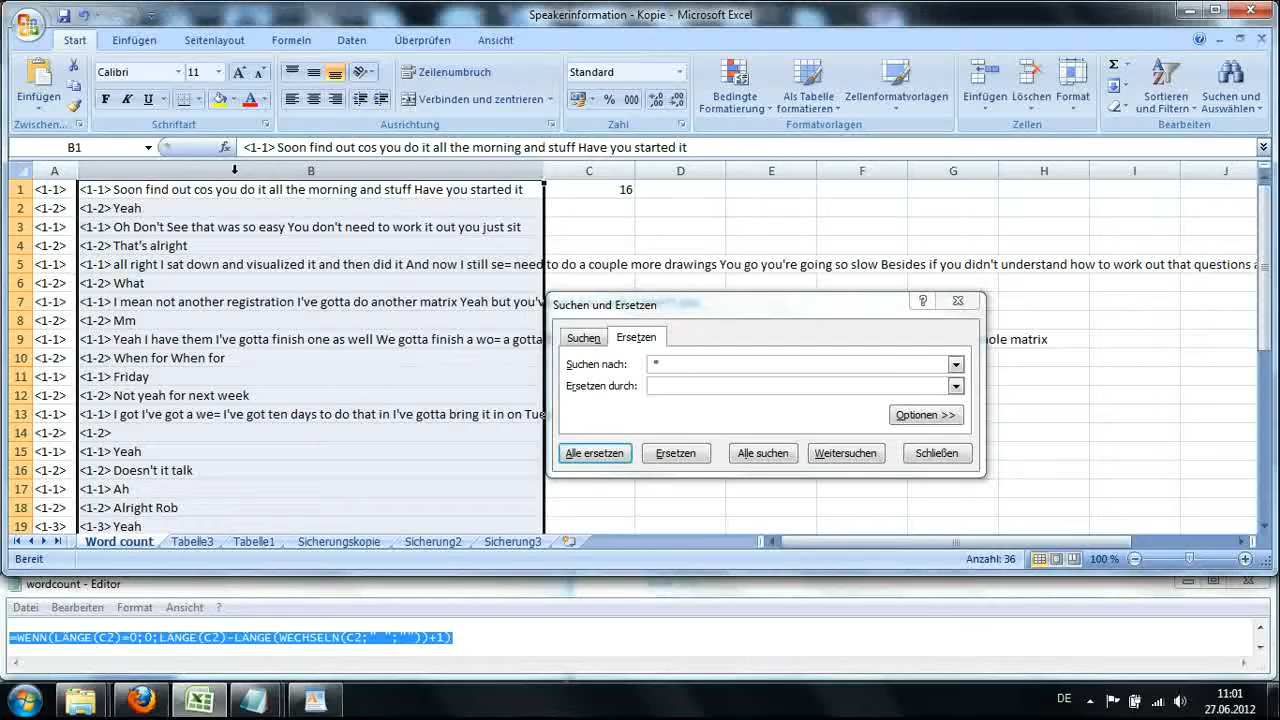 Speakerinformation - Kopie - Microsoft Excel
Start Einfügen Seitenlayout Formeln Daten Überprüfen Ansicht
Calibri 11 Zeilenumbruch Standard
Einfügen F K U Verbinden und zentrieren % 000 Bedingte Formatierung Als Tabelle formatieren Zellenformatvorlagen Einfügen Löschen Format Σ Sortieren und Filtern Suchen und Auswählen
Zwischen... Schriftart Ausrichtung Zahl Formatvorlagen Zellen Bearbeiten
B1 fx <1-1> Soon find out cos you do it all the morning and stuff Have you started it
A B C D E F G H I J
1 <1-1> <1-1> Soon find out cos you do it all the morning and stuff Have you started it 16
2 <1-2> <1-2> Yeah
3 <1-1> <1-1> Oh Don't See that was so easy You don't need to work it out you just sit
4 <1-2> <1-2> That's alright
5 <1-1> <1-1> all right I sat down and visualized it and then did it And now I still se= need to do a couple more drawings You go you're going so slow Besides if you didn't understand how to work out that questions a
6 <1-2> <1-2> What
7 <1-1> <1-1> I mean not another registration I've gotta do another matrix Yeah but you'v
8 <1-2> <1-2> Mm
9 <1-1> <1-1> Yeah I have them I've gotta finish one as well We gotta finish a wo= a gotta ole matrix
10 <1-2> <1-2> When for When for
11 <1-1> <1-1> Friday
12 <1-2> <1-2> Not yeah for next week
13 <1-1> <1-1> I got I've got a we= I've got ten days to do that in I've gotta bring it in on Tue
14 <1-2> <1-2>
15 <1-1> <1-1> Yeah
16 <1-2> <1-2> Doesn't it talk
17 <1-1> <1-1> Ah
18 <1-2> <1-2> Alright Rob
19 <1-3> <1-3> Yeah
Suchen und Ersetzen
Suchen Ersetzen
Suchen nach: *
Ersetzen durch:
Optionen >>
Alle ersetzen Ersetzen Alle suchen Weitersuchen Schließen
Word count Tabelle3 Tabelle1 Sicherungskopie Sicherung2 Sicherung3
Bereit Anzahl: 36 100 %
wordcount - Editor
Datei Bearbeiten Format Ansicht ?
=WENN(LÄNGE(C2)=0;0;LÄNGE(C2)-LÄNGE(WECHSELN(C2;" ";""))+1)
DE 11:01
27.06.2012